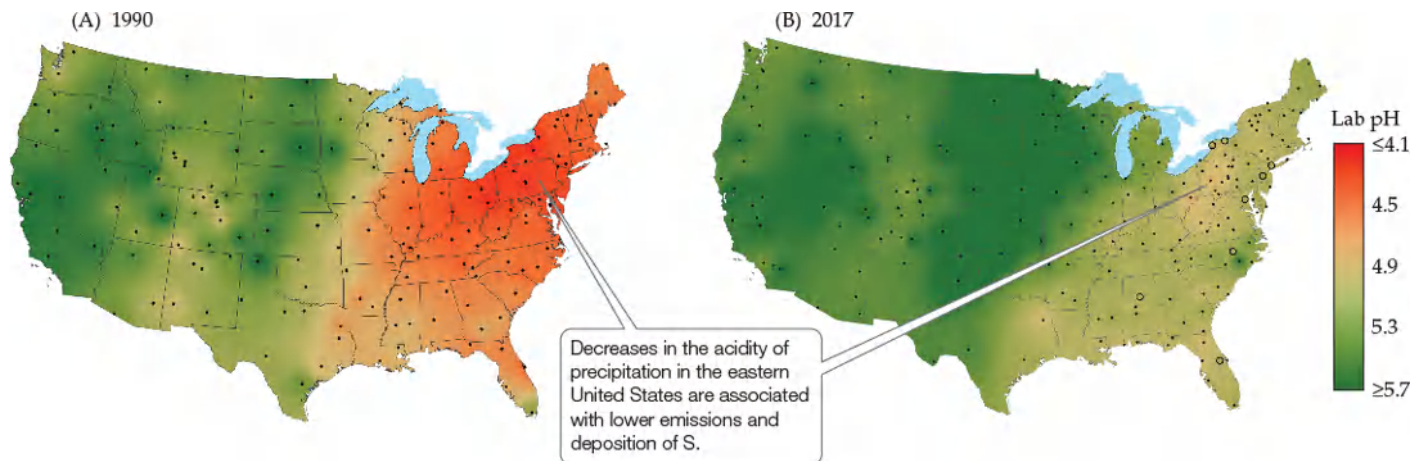 (A) 1990
(B) 2017
Lab pH
≤4.1
4.5
4.9
5.3
≥5.7
Decreases in the acidity of
precipitation in the eastern
United States are associated
with lower emissions and
deposition of S.